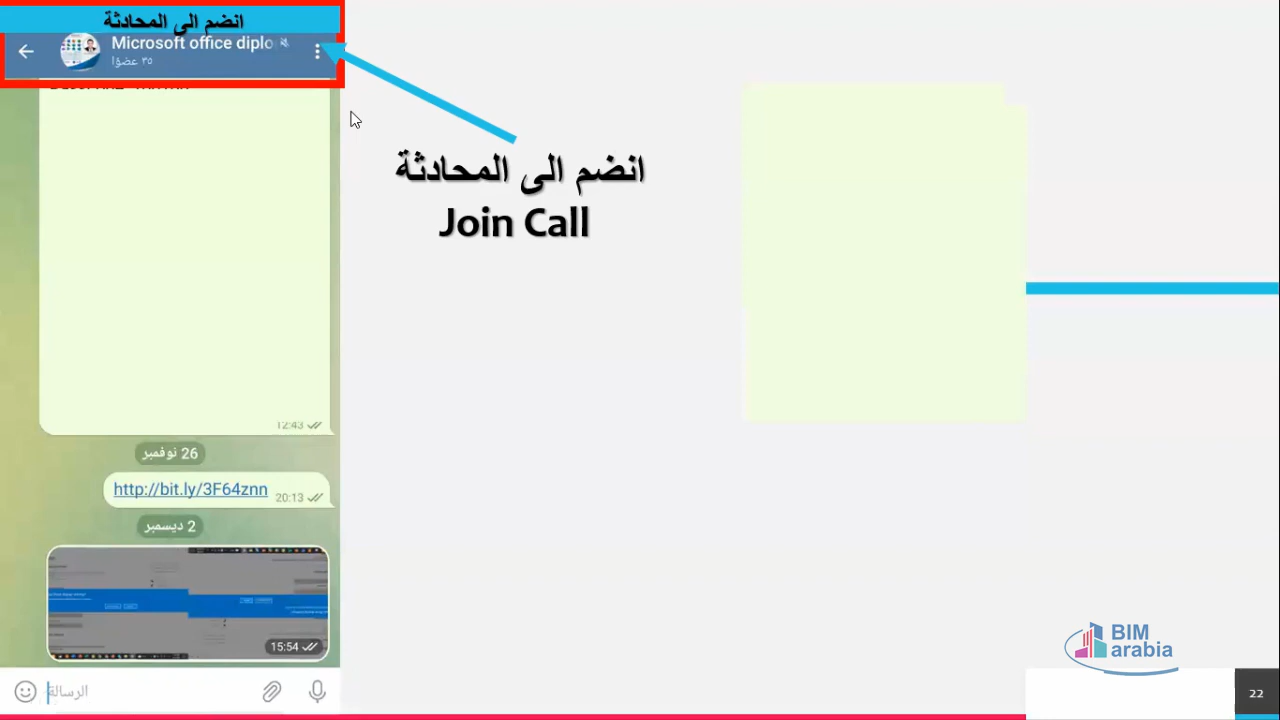 انضم الى المحادثة
Microsoft office diplo
٣٥ عضوًا
12:43
26 نوفمبر
http://bit.ly/3F64znn
20:13
2 ديسمبر
15:54
الرسالة
انضم الى المحادثة
Join Call
BIM
arabia
22